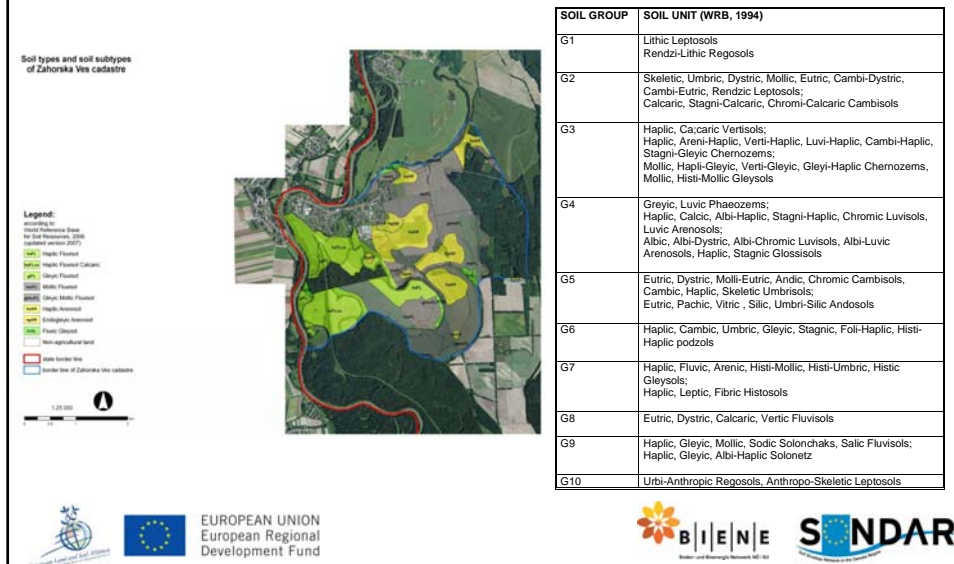 Soil types and soil subtypes
of Zahorska Ves cadastre
Legend:
according to
World Reference Base
for Soil Resources, 2006
(updated version 2007)
Haplic Fluvisol
Haplic Fluvisol Calcaric
Gleyic Fluvisol
Mollic Fluvisol
Gleyic Mollic Fluvisol
Haplic Arenosol
Endogleyic Arenosol
Fluvic Gleysol
Non-agricultural land
state border line
border line of Zahorska Ves cadastre
1:25 000
SOIL GROUP SOIL UNIT (WRB, 1994)
G1 Lithic Leptosols
Rendzi-Lithic Regosols
G2 Skeletic, Umbric, Dystric, Mollic, Eutric, Cambi-Dystric,
Cambi-Eutric, Rendzic Leptosols;
Calcaric, Stagni-Calcaric, Chromi-Calcaric Cambisols
G3 Haplic, Ca;caric Vertisols;
Haplic, Areni-Haplic, Verti-Haplic, Luvi-Haplic, Cambi-Haplic,
Stagni-Gleyic Chernozems;
Mollic, Hapli-Gleyic, Verti-Gleyic, Gleyi-Haplic Chernozems,
Mollic, Histi-Mollic Gleysols
G4 Greyic, Luvic Phaeozems;
Haplic, Calcic, Albi-Haplic, Stagni-Haplic, Chromic Luvisols,
Luvic Arenosols;
Albic, Albi-Dystric, Albi-Chromic Luvisols, Albi-Luvic
Arenosols, Haplic, Stagnic Glossisols
G5 Eutric, Dystric, Molli-Eutric, Andic, Chromic Cambisols,
Cambic, Haplic, Skeletic Umbrisols;
Eutric, Pachic, Vitric , Silic, Umbri-Silic Andosols
G6 Haplic, Cambic, Umbric, Gleyic, Stagnic, Foli-Haplic, Histi-
Haplic podzols
G7 Haplic, Fluvic, Arenic, Histi-Mollic, Histi-Umbric, Histic
Gleysols;
Haplic, Leptic, Fibric Histosols
G8 Eutric, Dystric, Calcaric, Vertic Fluvisols
G9 Haplic, Gleyic, Mollic, Sodic Solonchaks, Salic Fluvisols;
Haplic, Gleyic, Albi-Haplic Solonetz
G10 Urbi-Anthropic Regosols, Anthropo-Skeletic Leptosols
EUROPEAN UNION
European Regional
Development Fund
B|I|E|N|E
SONDAR